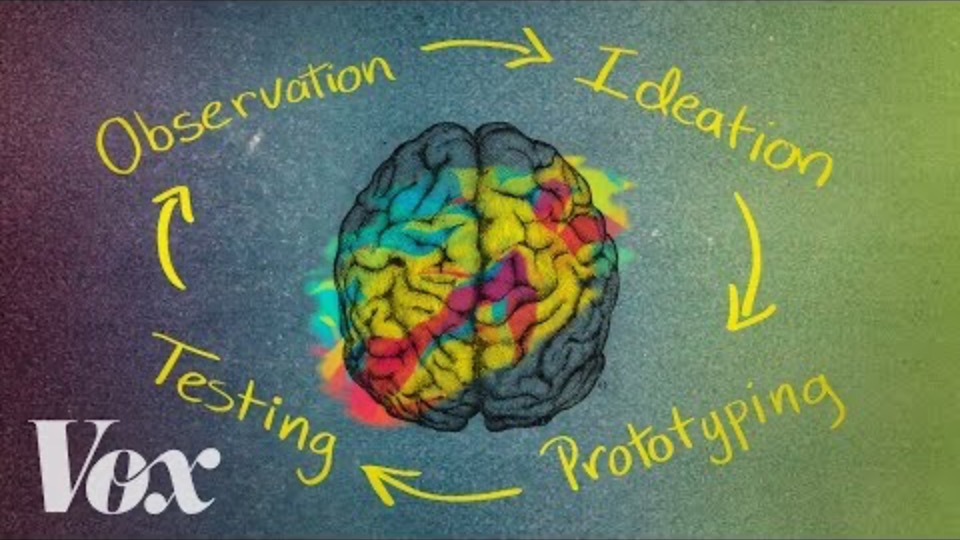 Observation
Ideation
Testing
Prototyping
Vox